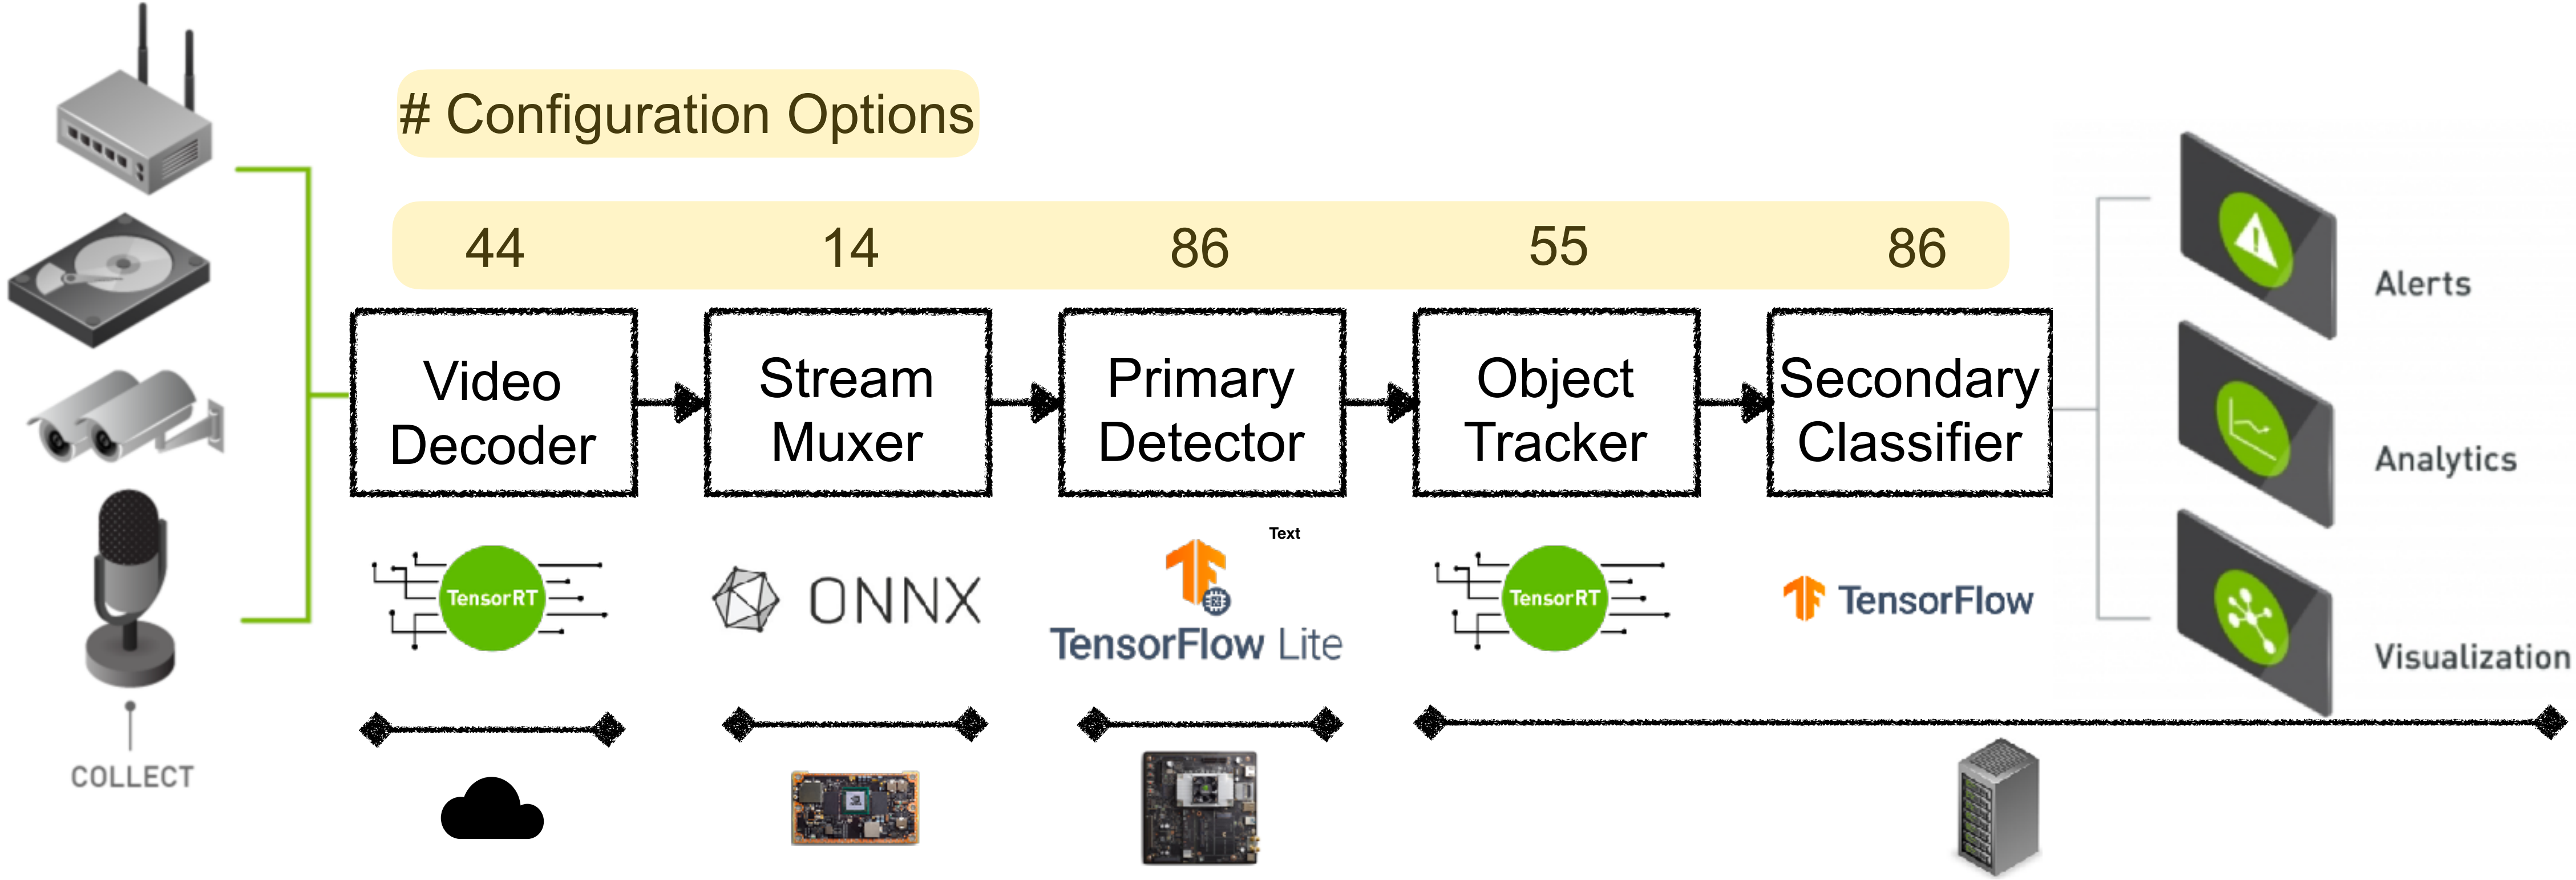 # Configuration Options
44 14 86 55 86
Video
Decoder
Stream
Muxer
Primary
Detector
Object
Tracker
Secondary
Classifier
Text
TensorRT
ONNX
TensorFlow Lite
TensorRT
TensorFlow
COLLECT
Alerts
Analytics
Visualization